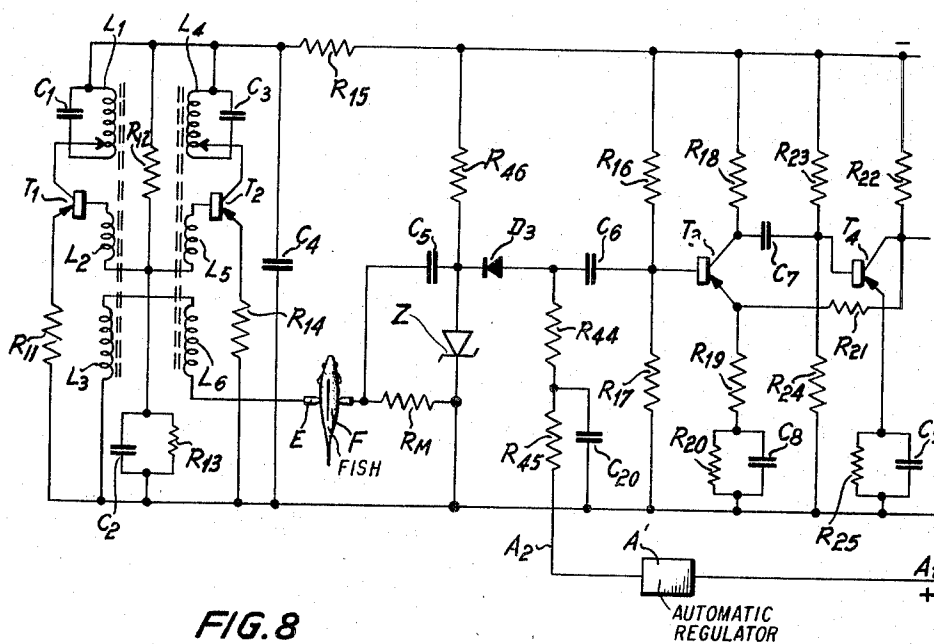 L1
L4
−
C1
C3
R15
R12
R46
R16
R18
R23
R22
T1
T2
C5
D3
C6
T3
T4
L2
L5
C4
C7
Z
R11
R14
R44
R21
L3
L6
R17
R19
R24
E
F
RM
R45
R20
C8
FISH
C20
R13
C2
R25
A2
A'
A1
+
AUTOMATIC
REGULATOR
FIG. 8